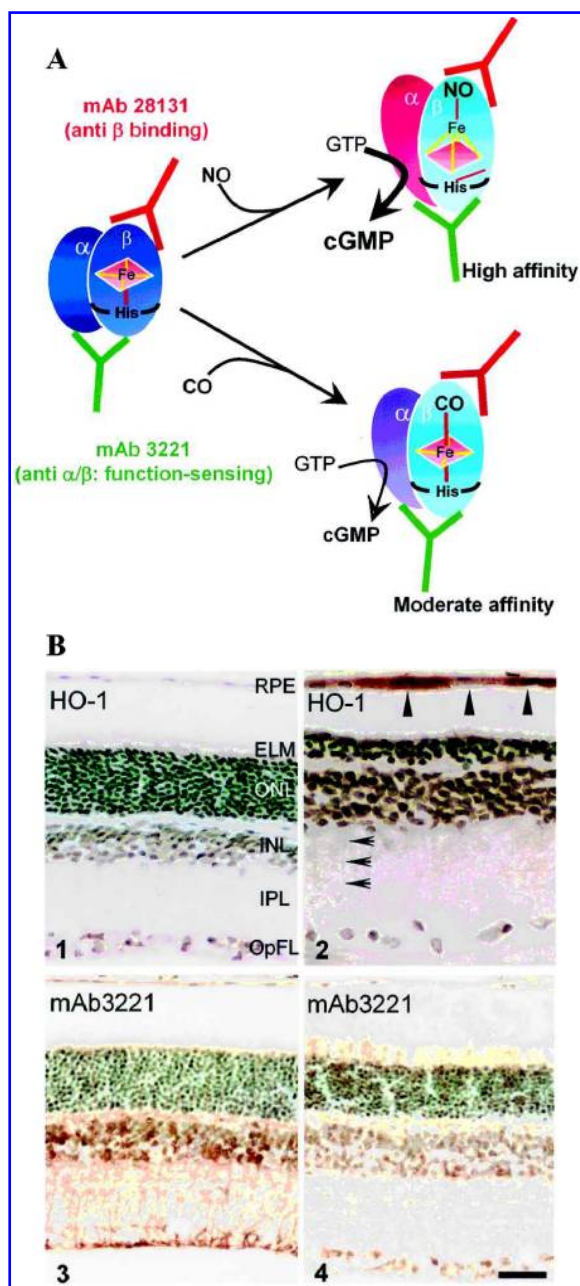 A
mAb 28131
(anti β binding)
α
β
Fe
His
mAb 3221
(anti α/β: function-sensing)
NO
CO
α
β
NO
Fe
His
GTP
cGMP
High affinity
α
β
CO
Fe
His
GTP
cGMP
Moderate affinity
B
HO-1
RPE
ELM
ONL
INL
IPL
OpFL
1
HO-1
2
mAb3221
3
mAb3221
4